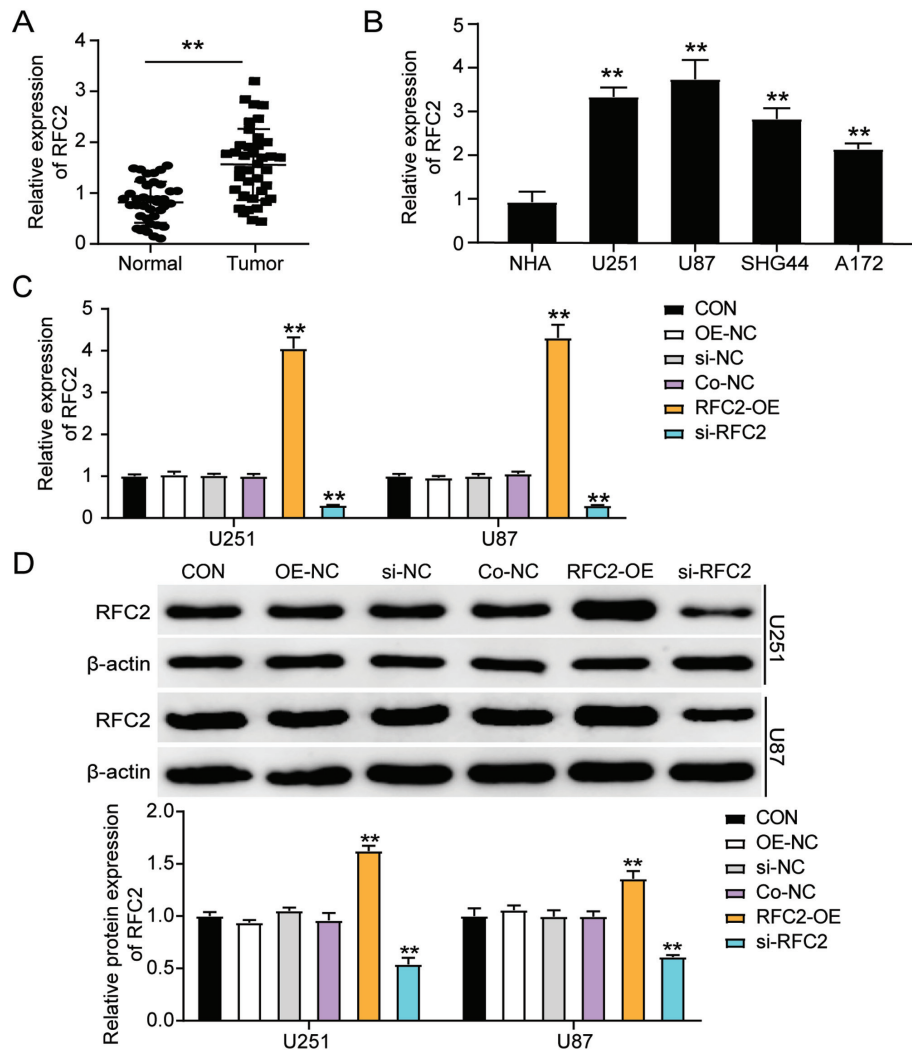 A
**
Relative expression
of RFC2
4
3
2
1
0
Normal
Tumor
B
Relative expression
of RFC2
5
4
3
2
1
0
**
**
**
**
NHA
U251
U87
SHG44
A172
C
Relative expression
of RFC2
5
4
3
2
1
0
**
**
**
**
U251
U87
CON
OE-NC
si-NC
Co-NC
RFC2-OE
si-RFC2
D
CON
OE-NC
si-NC
Co-NC
RFC2-OE
si-RFC2
RFC2
β-actin
U251
RFC2
β-actin
U87
Relative protein expression
of RFC2
2.0
1.5
1.0
0.5
0.0
**
**
**
**
U251
U87
CON
OE-NC
si-NC
Co-NC
RFC2-OE
si-RFC2